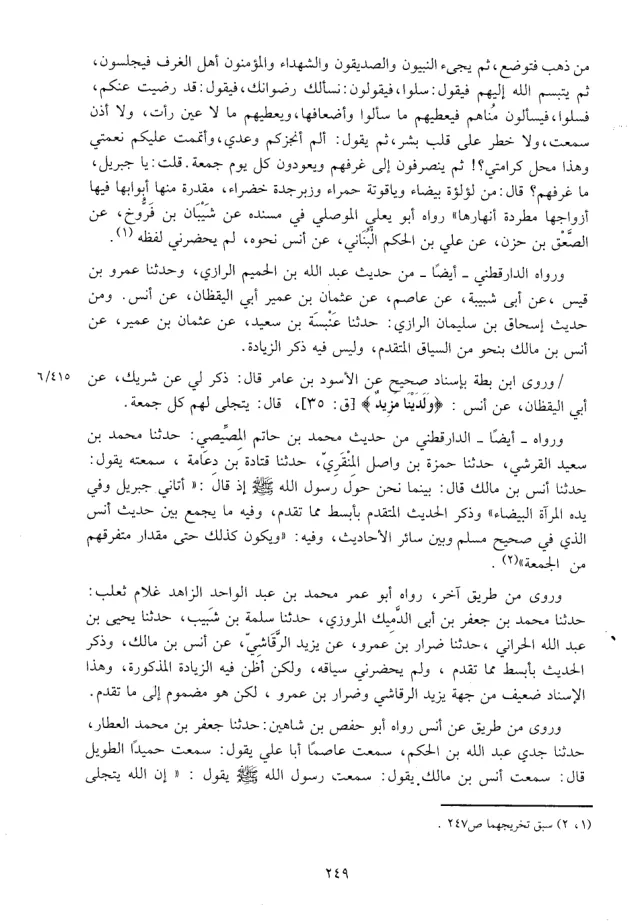 من ذهب فتوضع، ثم يجىء النبيون والصديقون والشهداء والمؤمنون أهل الغرف فيجلسون،
ثم يتبسم الله إليهم فيقول: سلوا، فيقولون: نسألك رضوانك، فيقول: قد رضيت عنكم،
فسلوا، فيسألون مُناهم فيعطيهم ما سألوا وأضعافها، ويعطيهم ما لا عين رأت، ولا أذن
سمعت، ولا خطر على قلب بشر، ثم يقول: ألم أنجزكم وعدي، وأتممت عليكم نعمتي
وهذا محل كرامتي؟! ثم ينصرفون إلى غرفهم ويعودون كل يوم جمعة. قلت: يا جبريل،
ما غرفهم؟ قال: من لؤلؤة بيضاء وياقوتة حمراء وزبرجدة خضراء، مقدرة منها أبوابها فيها
أزواجها مطردة أنهارها» رواه أبو يعلي الموصلي في مسنده عن شَيْبَان بن فَرُّوخ، عن
الصَّعْق بن حزن، عن علي بن الحكم الْبُنَاني، عن أنس نحوه، لم يحضرني لفظه (١).
ورواه الدارقطني ـ أيضًا ـ من حديث عبد الله بن الحميم الرازي، وحدثنا عمرو بن
قيس، عن أبى شبيبة، عن عاصم، عن عثمان بن عمير أبي اليقظان، عن أنس. ومن
حديث إسحاق بن سليمان الرازي: حدثنا عَنْبَسَة بن سعيد، عن عثمان بن عمير، عن
أنس بن مالك بنحو من السياق المتقدم، وليس فيه ذكر الزيادة.
٦/٤١٥ / وروى ابن بطة بإسناد صحيح عن الأسود بن عامر قال: ذكر لي عن شريك، عن
أبي اليقظان، عن أنس: ﴿وَلَدَيْنَا مَزِيدٌ﴾ [ق: ٣٥]، قال: يتجلى لهم كل جمعة.
ورواه ـ أيضًا ـ الدارقطني من حديث محمد بن حاتم الْمِصِّيصِي: حدثنا محمد بن
سعيد القرشي، حدثنا حمزة بن واصل الْمِنْقَريّ، حدثنا قتادة بن دِعَامة، سمعته يقول:
حدثنا أنس بن مالك قال: بينما نحن حول رسول الله ﷺ إذ قال: « أتاني جبريل وفي
يده المرآة البيضاء» وذكر الحديث المتقدم بأبسط مما تقدم، وفيه ما يجمع بين حديث أنس
الذي في صحيح مسلم وبين سائر الأحاديث، وفيه: «ويكون كذلك حتى مقدار متفرقهم
من الجمعة»(٢).
وروى من طريق آخر، رواه أبو عمر محمد بن عبد الواحد الزاهد غلام ثعلب:
حدثنا محمد بن جعفر بن أبى الدُّمَيك المروزي، حدثنا سلمة بن شَبِيب، حدثنا يحيى بن
عبد الله الحراني، حدثنا ضرار بن عمرو، عن يزيد الرَّقَاشيّ، عن أنس بن مالك، وذكر
الحديث بأبسط مما تقدم ، ولم يحضرني سياقه، ولكن أظن فيه الزيادة المذكورة، وهذا
الإسناد ضعيف من جهة يزيد الرقاشي وضرار بن عمرو ، لكن هو مضموم إلى ما تقدم.
وروى من طريق عن أنس رواه أبو حفص بن شاهين: حدثنا جعفر بن محمد العطار،
حدثنا جدي عبد الله بن الحكم، سمعت عاصمًا أبا علي يقول: سمعت حميدًا الطويل
قال: سمعت أنس بن مالك يقول: سمعت رسول الله ﷺ يقول : « إن الله يتجلى
(١ ، ٢) سبق تخريجهما ص٢٤٧ .
٢٤٩